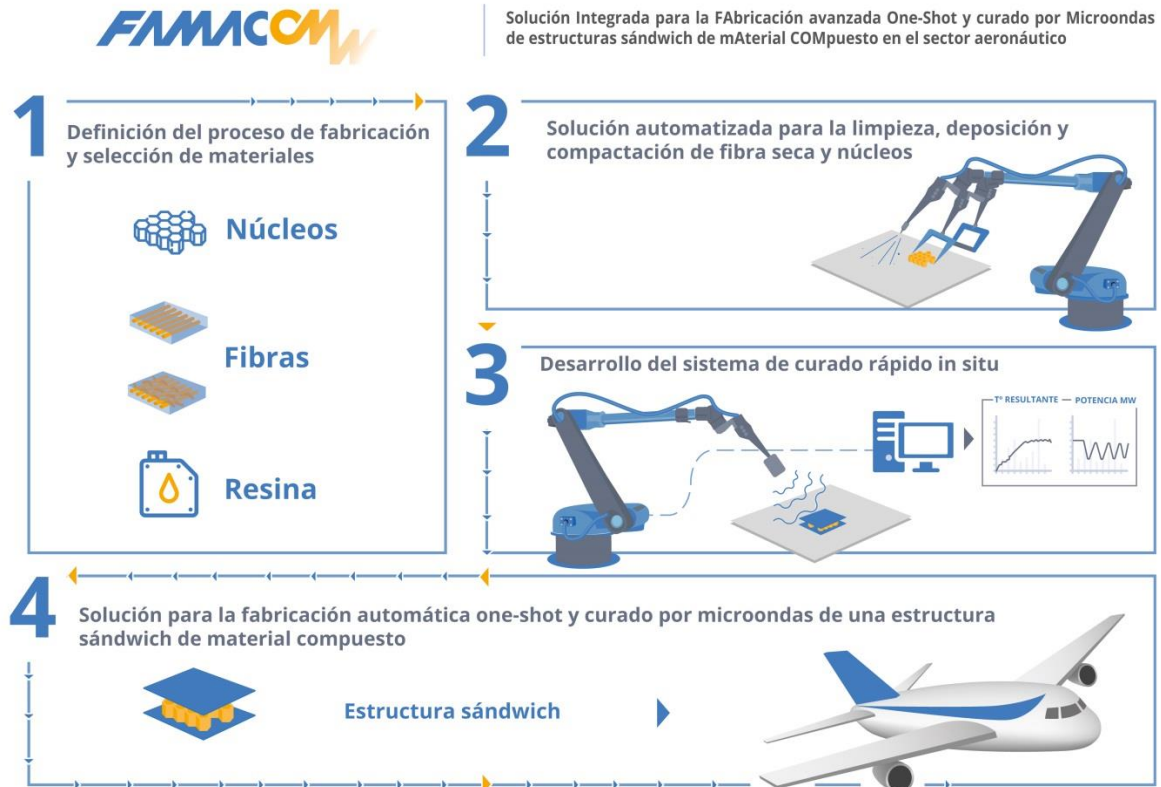 FAMACOM
MW
Solución Integrada para la FAbricación avanzada One-Shot y curado por Microondas
de estructuras sándwich de mAterial COMpuesto en el sector aeronáutico
1
Definición del proceso de fabricación
y selección de materiales
Núcleos
Fibras
Resina
2
Solución automatizada para la limpieza, deposición y
compactación de fibra seca y núcleos
3
Desarrollo del sistema de curado rápido in situ
Tº RESULTANTE
POTENCIA MW
4
Solución para la fabricación automática one-shot y curado por microondas de una estructura
sándwich de material compuesto
Estructura sándwich